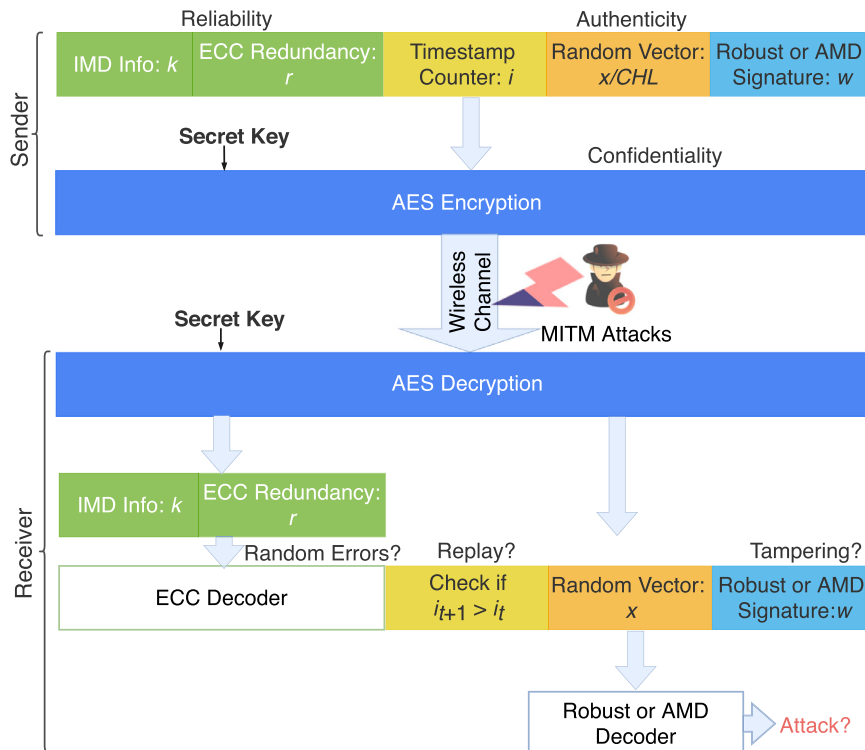 Reliability
Authenticity
Sender
IMD Info: k
ECC Redundancy:
r
Timestamp
Counter: i
Random Vector:
x/CHL
Robust or AMD
Signature: w
Secret Key
Confidentiality
AES Encryption
Wireless
Channel
MITM Attacks
Secret Key
Receiver
AES Decryption
IMD Info: k
ECC Redundancy:
r
Random Errors?
Replay?
Tampering?
ECC Decoder
Check if
i_{t+1} > i_t
Random Vector:
x
Robust or AMD
Signature:w
Robust or AMD
Decoder
Attack?